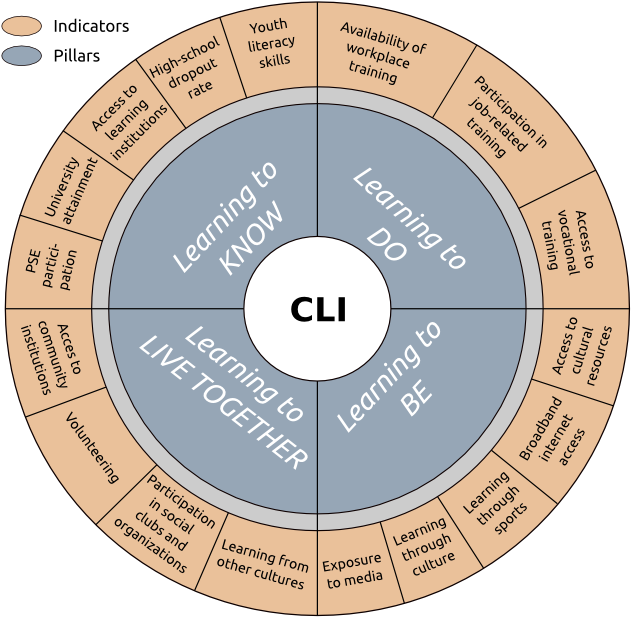 Indicators
Pillars
Youth
literacy
skills
High-school
dropout
rate
Access to
learning
institutions
University
attainment
PSE
partici-
pation
Availability of
workplace
training
Participation in
job-related
training
Access to
vocational
training
Learning to
KNOW
Learning to
DO
CLI
Learning to
LIVE TOGETHER
Learning to
BE
Acces to
community
institutions
Volunteering
Participation
in social
clubs and
organizations
Learning from
other cultures
Exposure
to media
Learning
through
culture
Learning
through
sports
Broadband
internet
access
Access to
cultural
resources